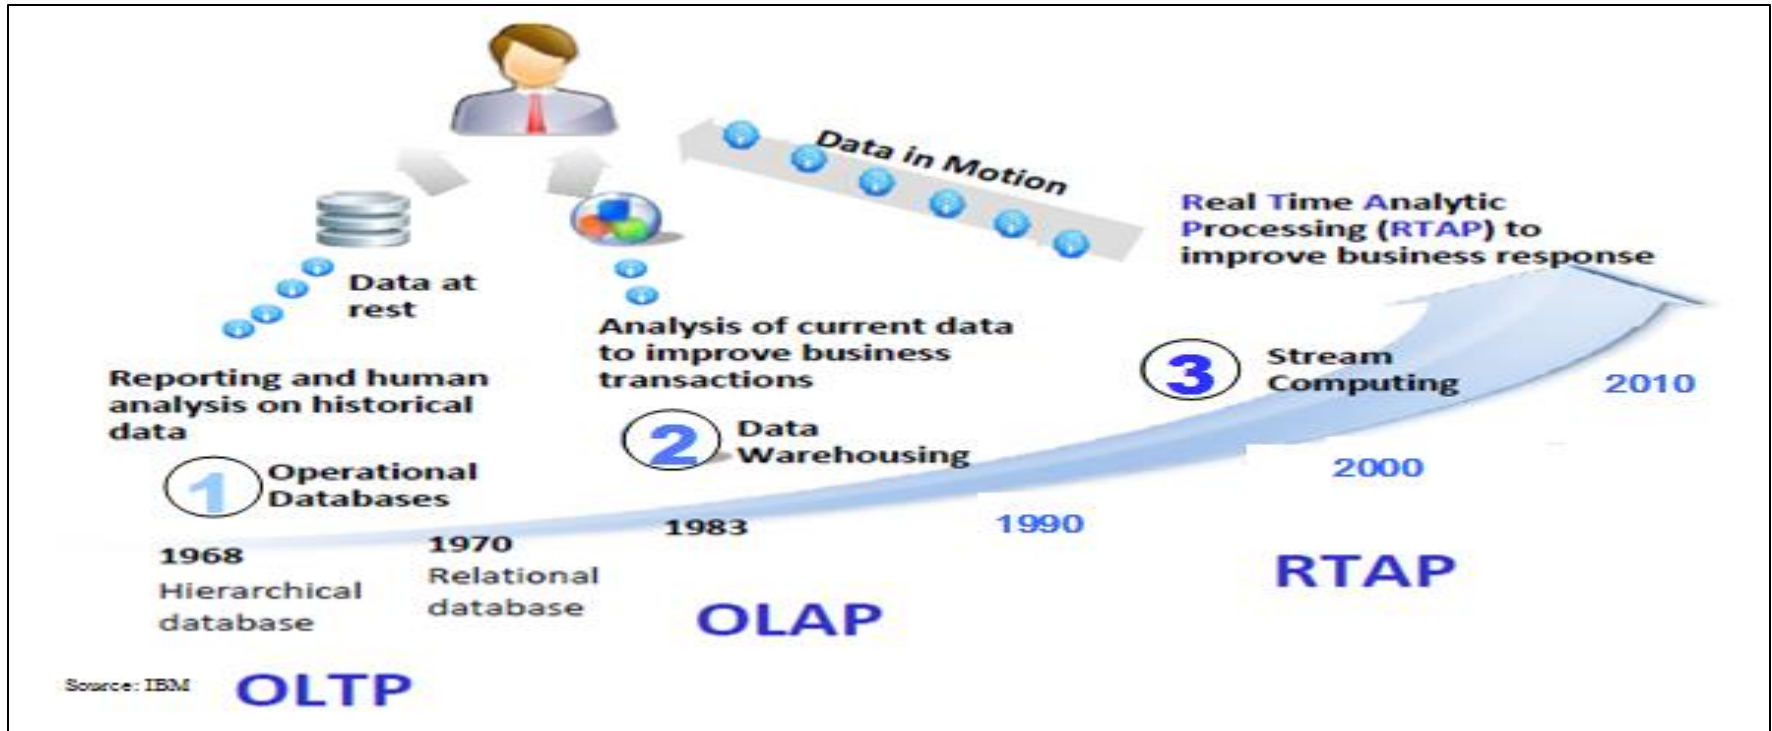 Data in Motion
Real Time Analytic
Processing (RTAP) to
improve business response
Data at
rest
Analysis of current data
to improve business
transactions
Reporting and human
analysis on historical
data
1
Operational
Databases
2
Data
Warehousing
3
Stream
Computing
1968
Hierarchical
database
1970
Relational
database
1983
1990
2000
2010
OLTP
OLAP
RTAP
Source: IBM